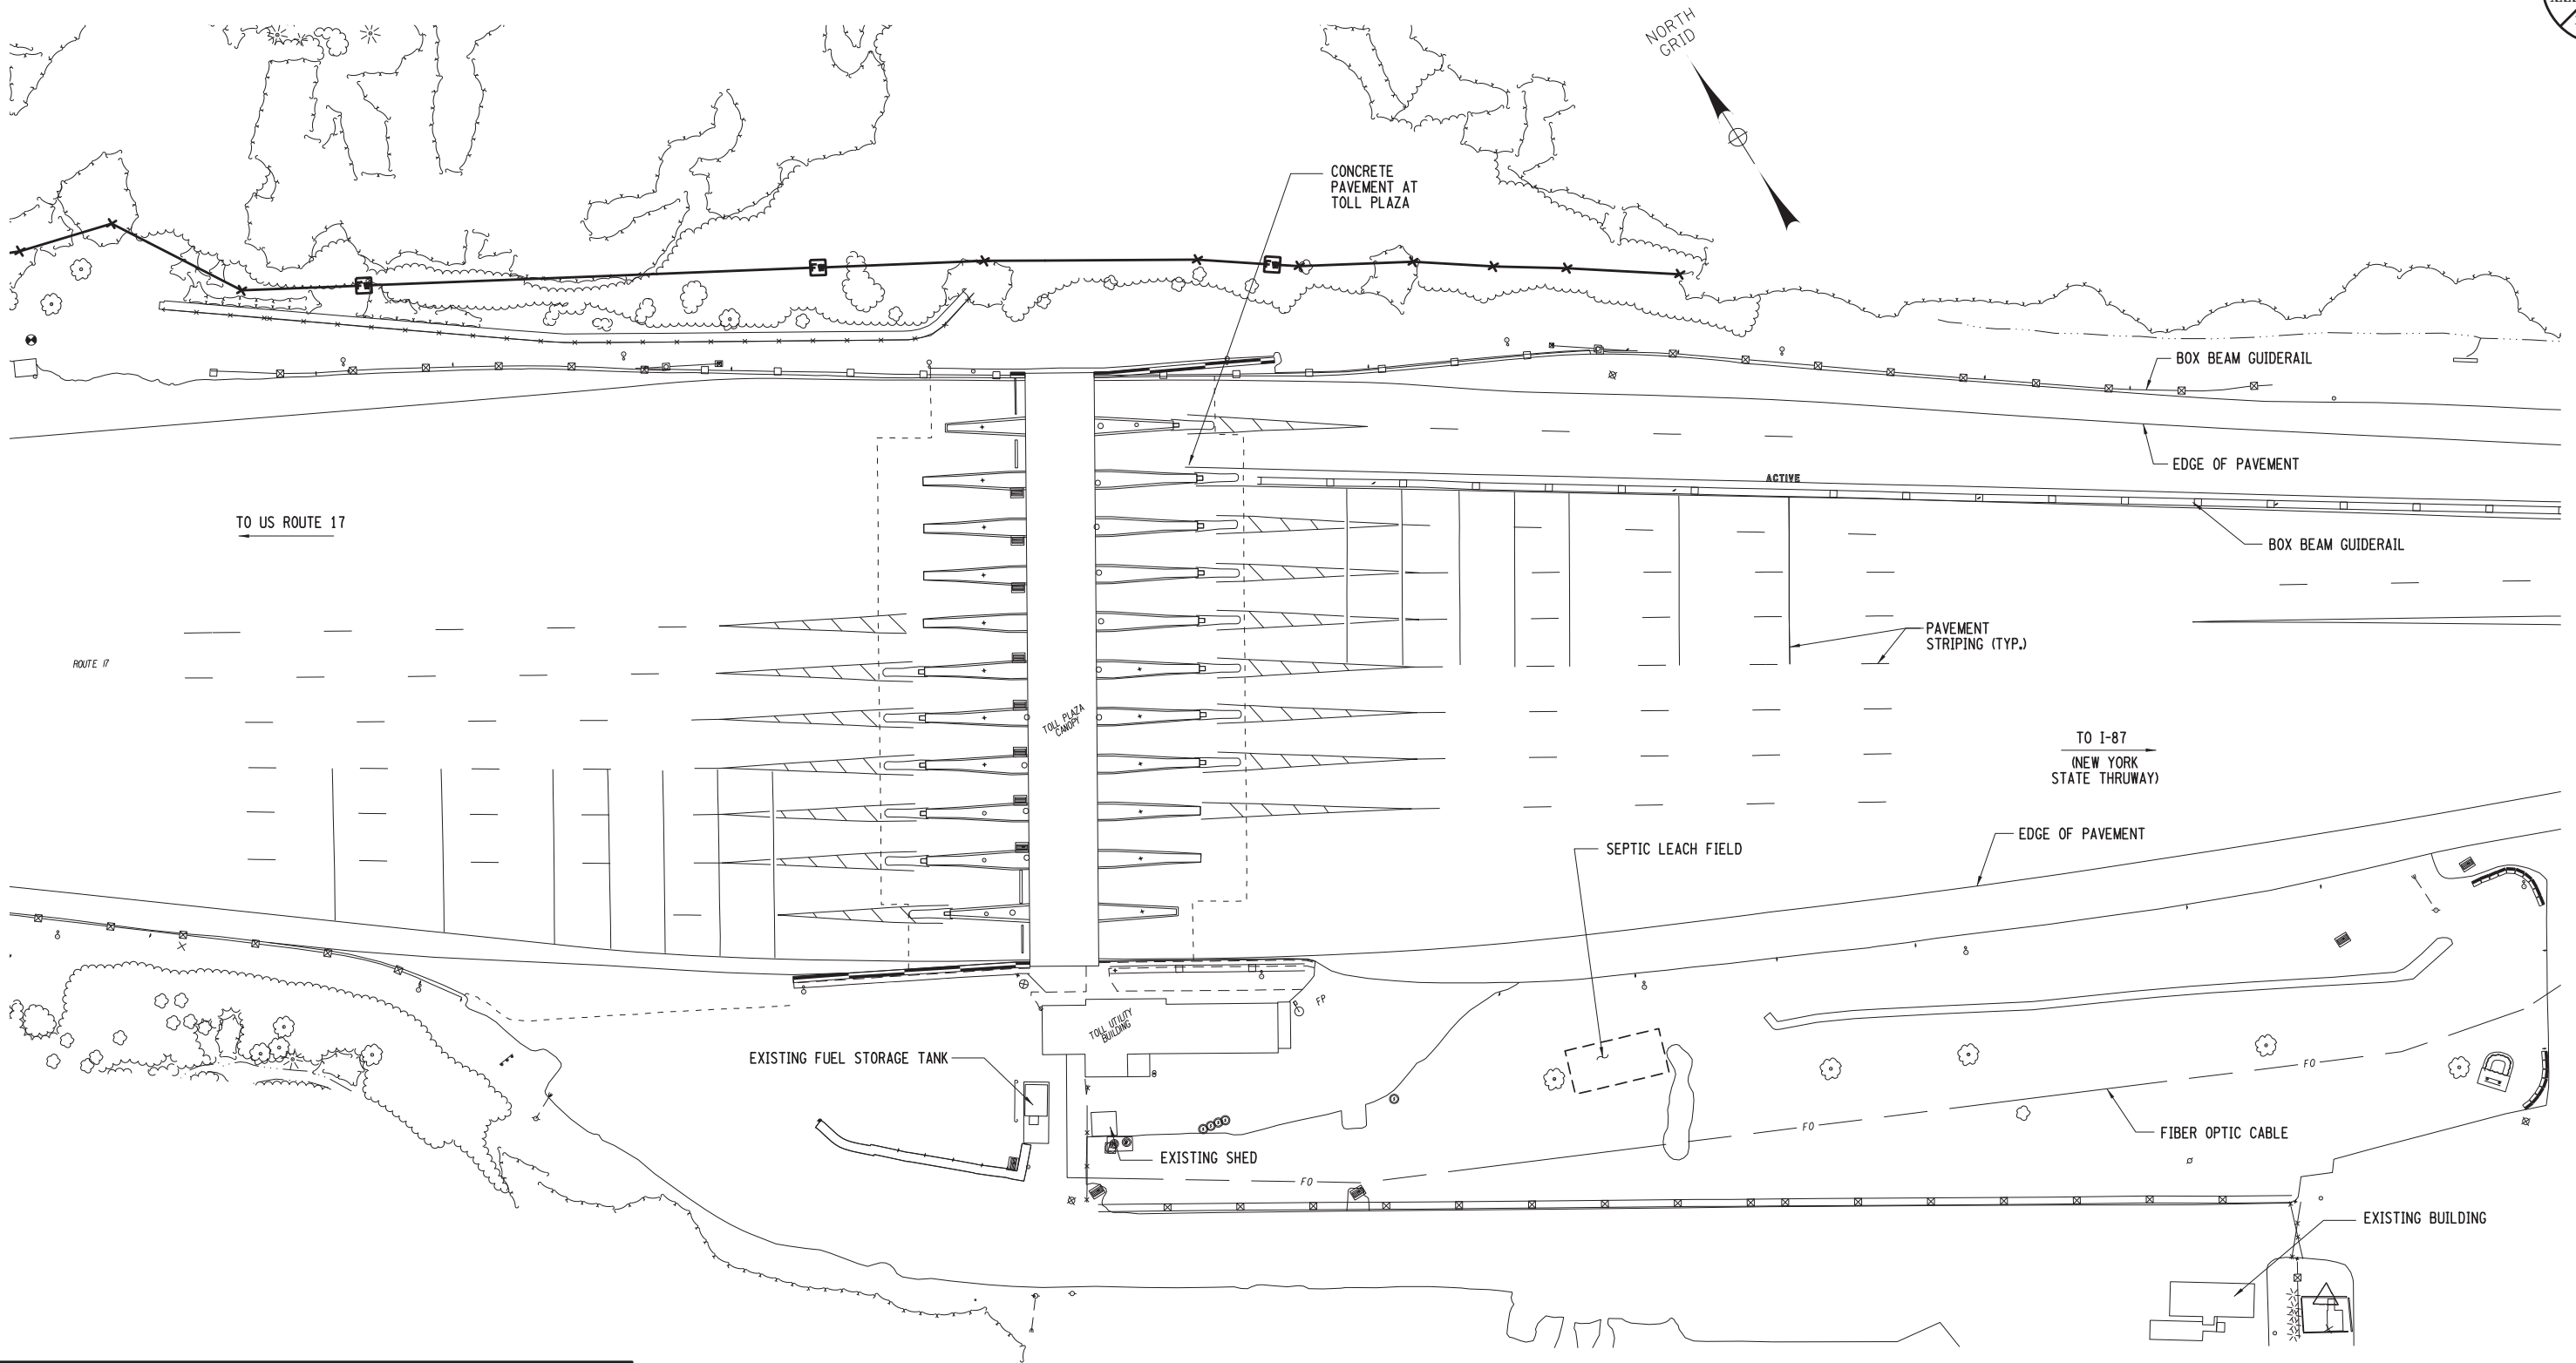 NORTH
GRID
CONCRETE
PAVEMENT AT
TOLL PLAZA
BOX BEAM GUIDERAIL
EDGE OF PAVEMENT
ACTIVE
TO US ROUTE 17
BOX BEAM GUIDERAIL
PAVEMENT
STRIPING (TYP.)
ROUTE 17
TOLL PLAZA
CANOPY
TO I-87
(NEW YORK
STATE THRUWAY)
EDGE OF PAVEMENT
SEPTIC LEACH FIELD
FP
TOLL UTILITY
BUILDING
EXISTING FUEL STORAGE TANK
FO
FO
FIBER OPTIC CABLE
EXISTING SHED
FO
EXISTING BUILDING